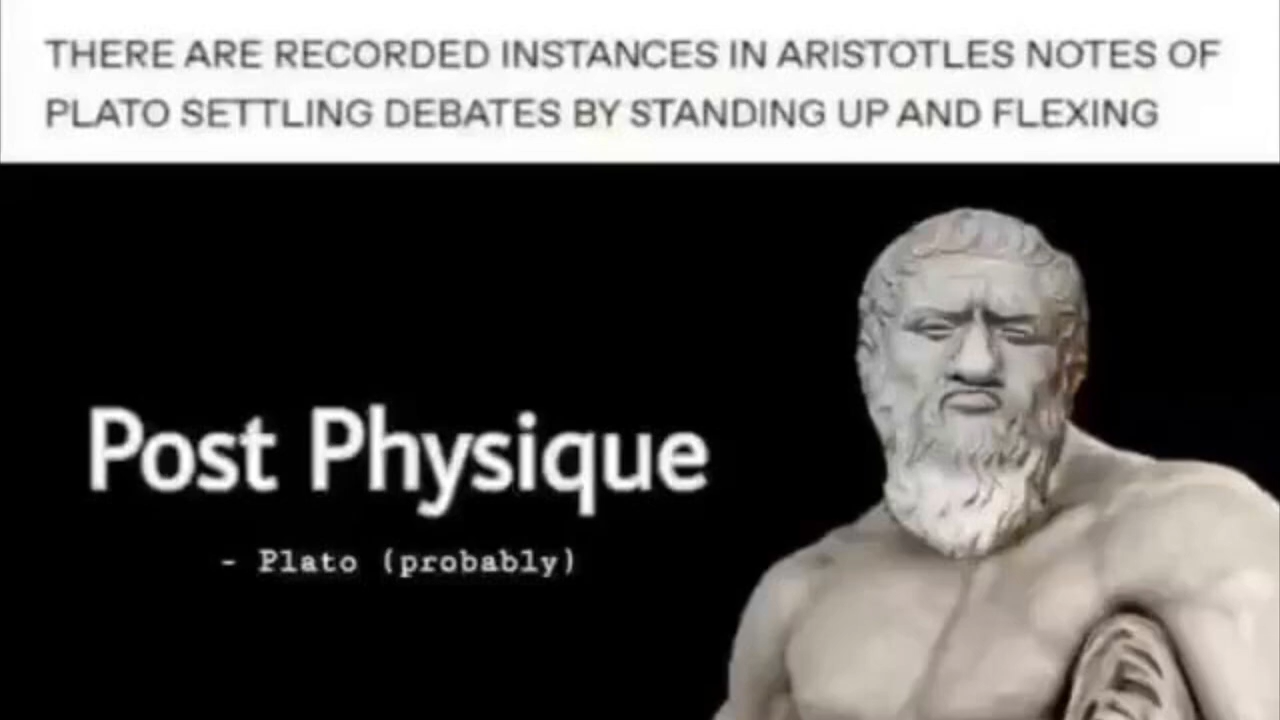 THERE ARE RECORDED INSTANCES IN ARISTOTLES NOTES OF
PLATO SETTLING DEBATES BY STANDING UP AND FLEXING
Post Physique
- Plato (probably)